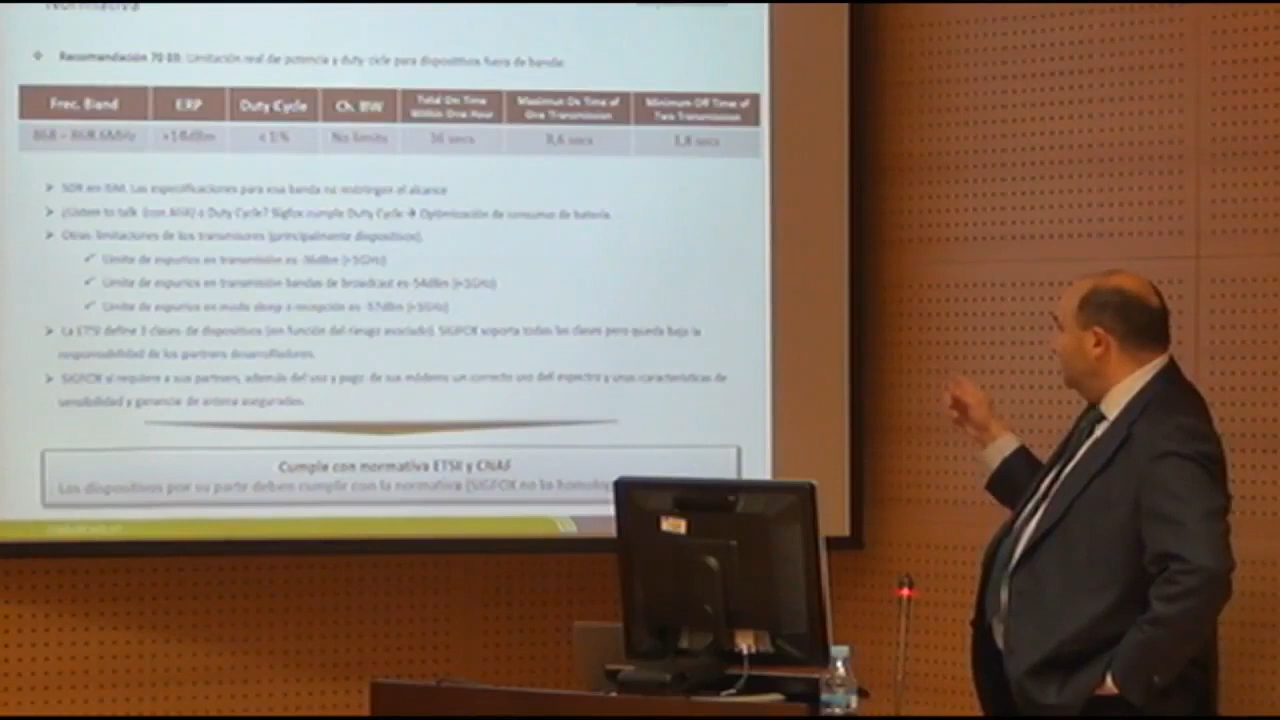 Normativa
Recomendación 70 03: Limitación real de potencia y duty cicle para dispositivos fuera de banda:
Frec. Band ERP Duty Cycle Ch. BW Total On Time Within One Hour Maximun On Time of One Transmission Minimum Off Time of Two Transmission
868 – 868.6MHz +14dBm < 1% No limits 36 secs 3,6 secs 1,8 secs
SDR en ISM. Las especificaciones para esa banda no restringen el alcance
¿Listen to talk (con AFA) o Duty Cycle? Sigfox cumple Duty Cycle → Optimización de consumo de batería.
Otras limitaciones de los transmisores (principalmente dispositivos).
Límite de espurios en transmisión es -36dBm (>1GHz)
Límite de espurios en transmisión bandas de broadcast es -54dBm (>1GHz)
Límite de espurios en modo sleep o recepción es -57dBm (>1GHz)
La ETSI define 3 clases de dispositivos (en función del riesgo asociado). SIGFOX soporta todas las clases pero queda bajo la
responsabilidad de los partners desarrolladores.
SIGFOX sí requiere a sus partners, además del uso y pago de sus módems un correcto uso del espectro y unas características de
sensibilidad y ganancia de antena asegurados.
Cumple con normativa ETSI y CNAF
Los dispositivos por su parte deben cumplir con la normativa (SIGFOX no lo